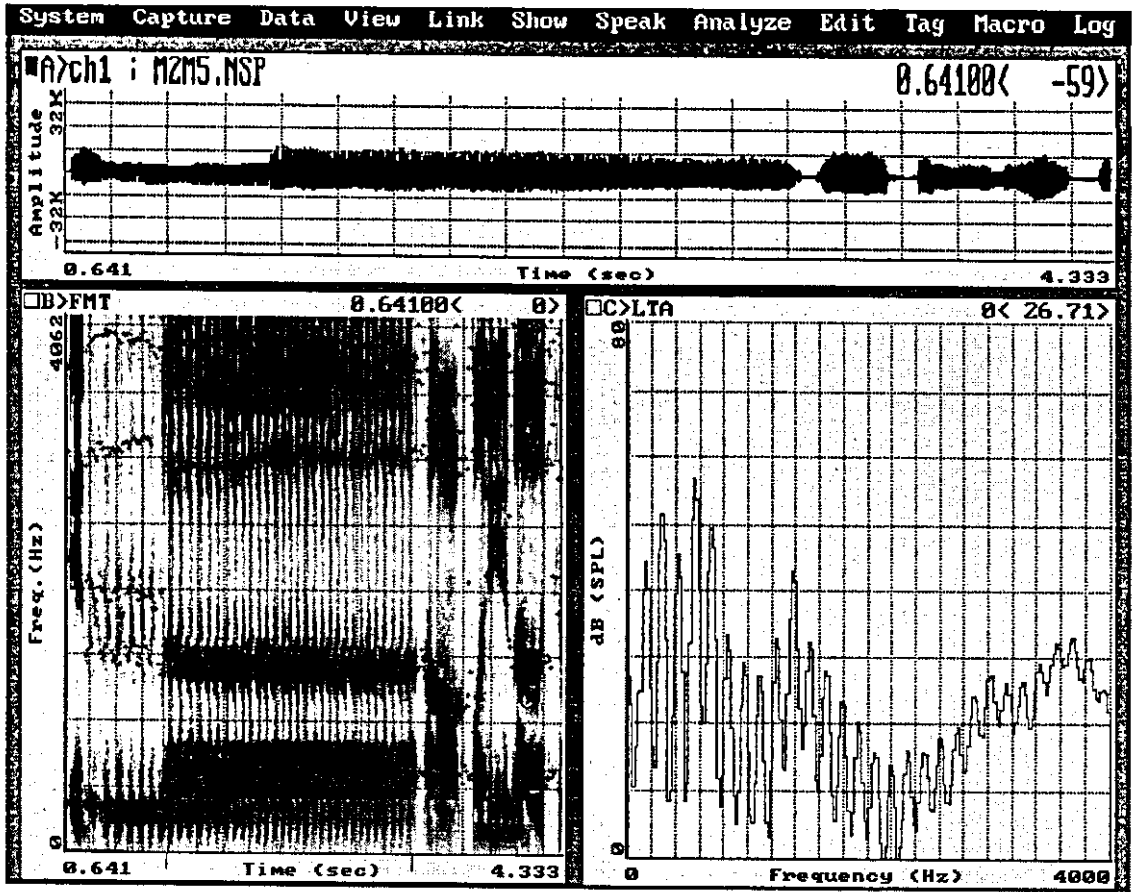 System Capture Data View Link Show Speak Analyze Edit Tag Macro Log
A>ch1 : M2M5.NSP 0.64100< -59>
Amplitude
-32K 32K
0.641 Time (sec) 4.333
B>FMT 0.64100< 0>
Freq.(Hz)
0 4062
0.641 Time (sec) 4.333
C>LTA 0< 26.71>
dB (SPL)
0 80
0 Frequency (Hz) 4000